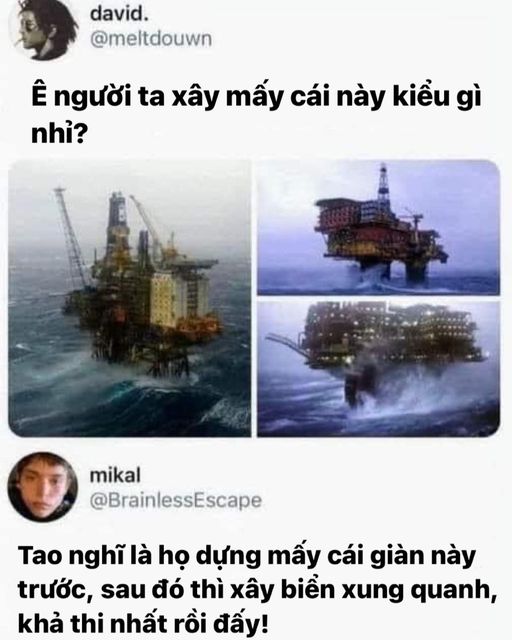 david.
@meltdouwn
Ê người ta xây mấy cái này kiểu gì
nhỉ?
mikal
@BrainlessEscape
Tao nghĩ là họ dựng mấy cái giàn này
trước, sau đó thì xây biển xung quanh,
khả thi nhất rồi đấy!